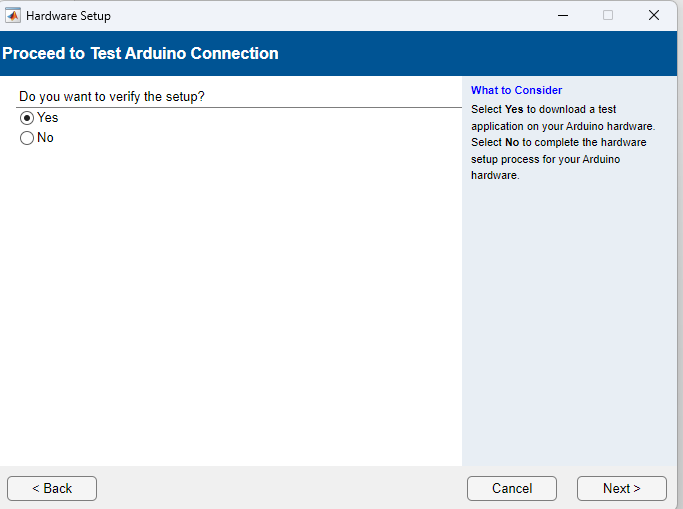 Hardware Setup
Proceed to Test Arduino Connection
Do you want to verify the setup?
Yes
No
What to Consider
Select Yes to download a test
application on your Arduino hardware.
Select No to complete the hardware
setup process for your Arduino
hardware.
< Back
Cancel
Next >